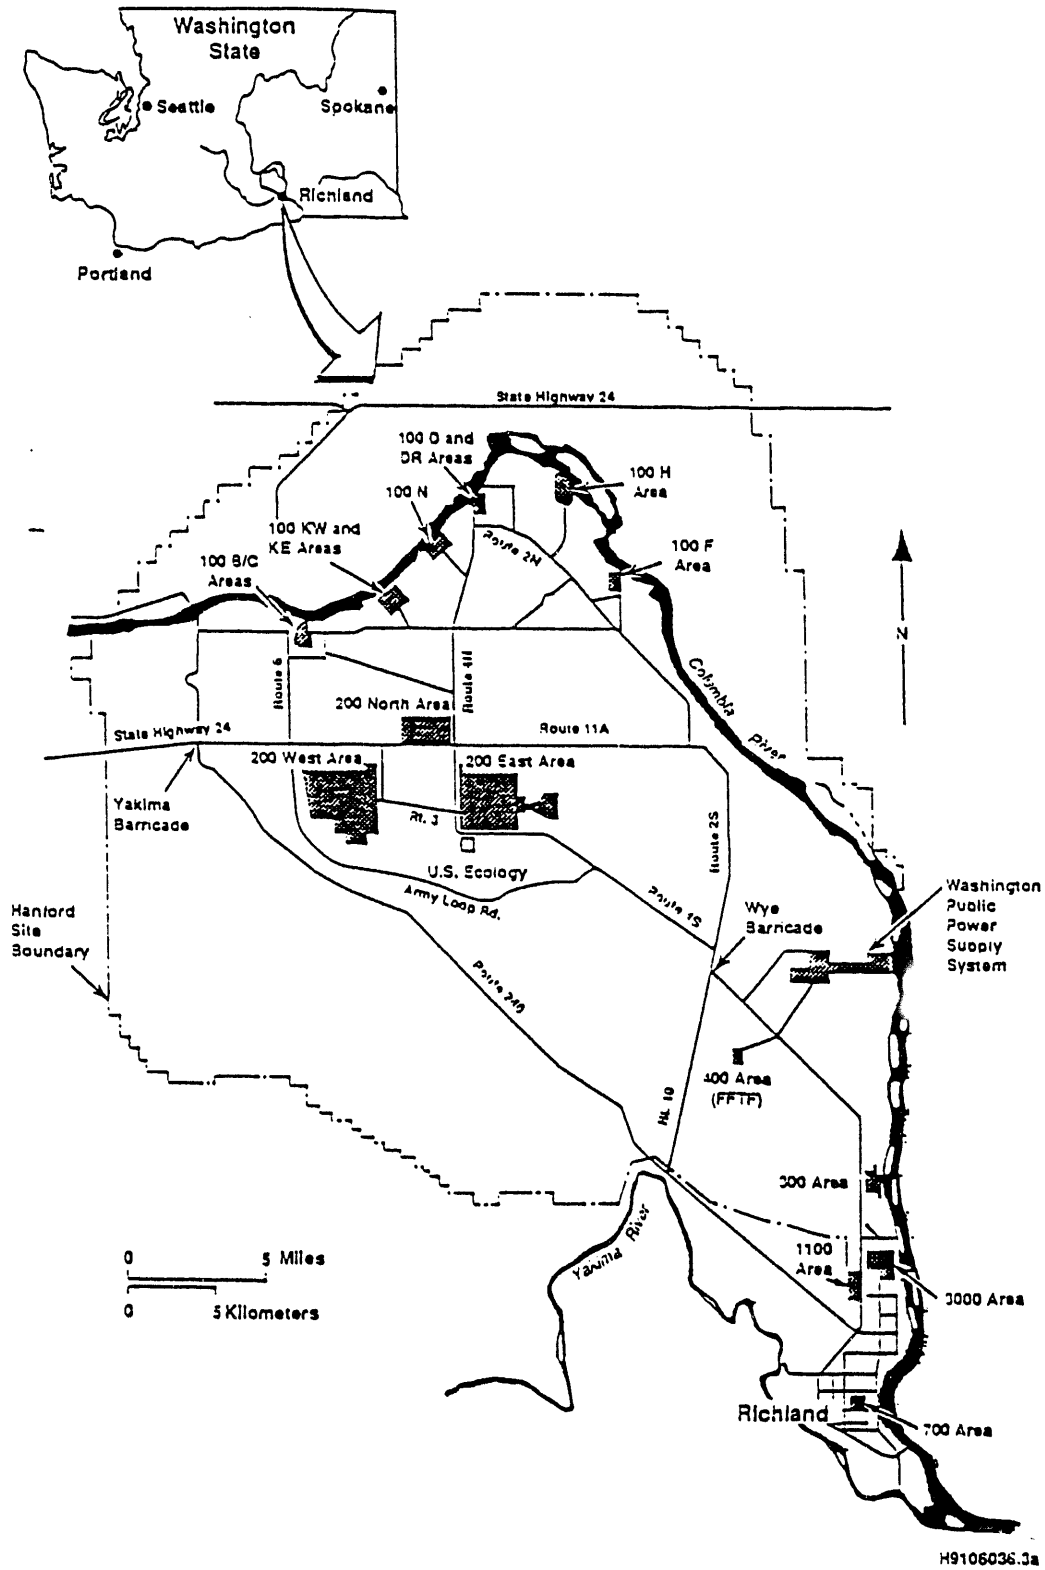 Washington
State
Seattle
Spokane
Richland
Portland
State Highway 24
100 D and
DR Areas
100 H
Area
100 N
100 KW and
KE Areas
Route 2N
100 F
Area
100 B/C
Areas
N
Columbia
River
Route 6
Route 4N
200 North Area
State Highway 24
Route 11A
200 West Area
200 East Area
Yakima
Barricade
Rt. 3
Route 2S
U.S. Ecology
Army Loop Rd.
Route 4S
Wye
Barricade
Washington
Public
Power
Supply
System
Hanford
Site
Boundary
Route 240
400 Area
(FFTF)
Rt. 10
300 Area
Yakima River
1100
Area
3000 Area
0 5 Miles
0 5 Kilometers
Richland
700 Area
H9106036.3a